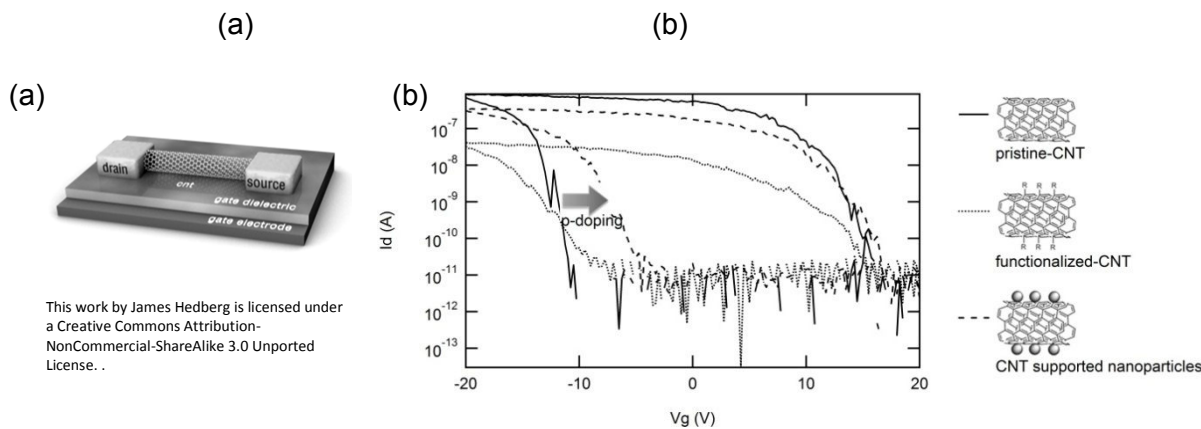 (a)
(b)
(a)
(b)
drain
source
cnt
gate dielectric
gate electrode
This work by James Hedberg is licensed under
a Creative Commons Attribution-
NonCommercial-ShareAlike 3.0 Unported
License. .
Id (A)
10⁻⁷
10⁻⁸
10⁻⁹
10⁻¹⁰
10⁻¹¹
10⁻¹²
10⁻¹³
p-doping
-20
-10
0
10
20
Vg (V)
pristine-CNT
R R R
R R R
functionalized-CNT
CNT supported nanoparticles